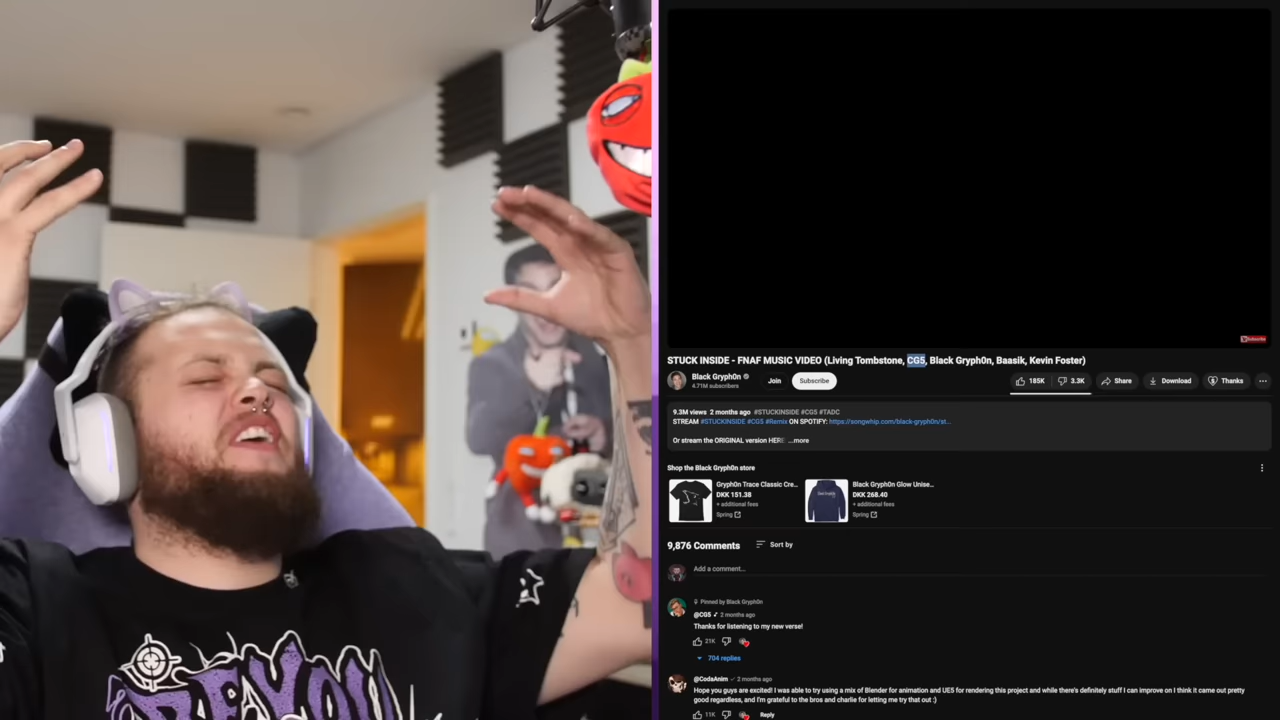 Subscribe
STUCK INSIDE - FNAF MUSIC VIDEO (Living Tombstone, CG5, Black Gryph0n, Baasik, Kevin Foster)
Black Gryph0n
4.71M subscribers
Join
Subscribe
185K
3.3K
Share
Download
Thanks
9.3M views 2 months ago #STUCKINSIDE #CG5 #TADC
STREAM #STUCKINSIDE #CG5 #Remix ON SPOTIFY: https://songwhip.com/black-gryph0n/st...
Or stream the ORIGINAL version HERE: ...more
Shop the Black Gryph0n store
Gryph0n Trace Classic Cre...
DKK 151.38
+ additional fees
Spring
Black Gryph0n Glow Unise...
DKK 268.40
+ additional fees
Spring
9,876 Comments
Sort by
Add a comment...
Pinned by Black Gryph0n
@CG5 2 months ago
Thanks for listening to my new verse!
21K
704 replies
@CodaAnim 2 months ago
Hope you guys are excited! I was able to try using a mix of Blender for animation and UE5 for rendering this project and while there's definitely stuff I can improve on I think it came out pretty
good regardless, and I'm grateful to the bros and charlie for letting me try that out :)
11K
Reply